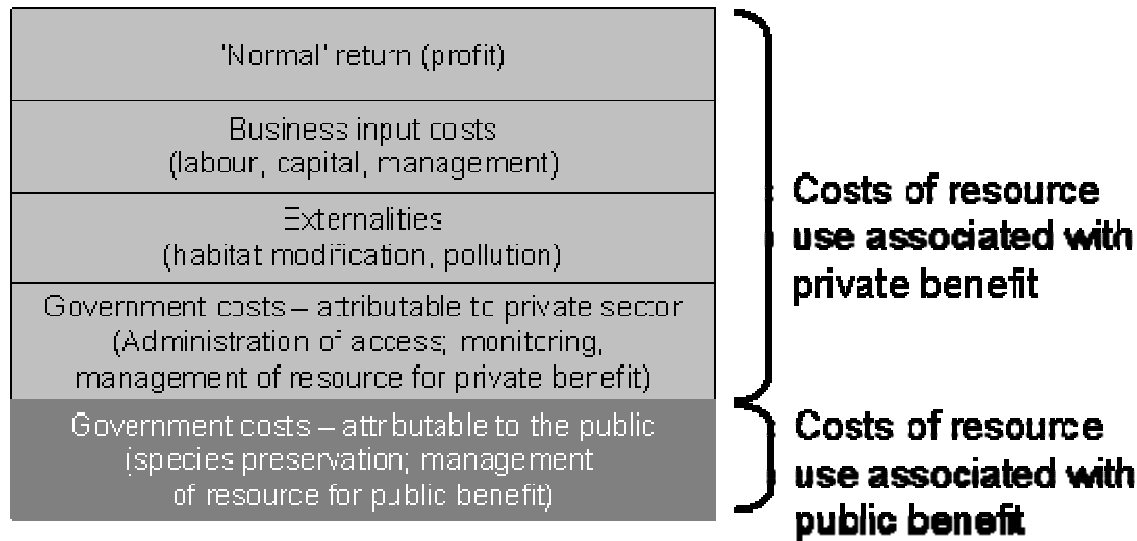 'Normal' return (profit)
Business input costs
(labour, capital, management)
Externalities
(habitat modification, pollution)
Government costs – attributable to private sector
(Administration of access; monitoring,
management of resource for private benefit)
Government costs – attributable to the public
(species preservation; management
of resource for public benefit)
Costs of resource
use associated with
private benefit
Costs of resource
use associated with
public benefit